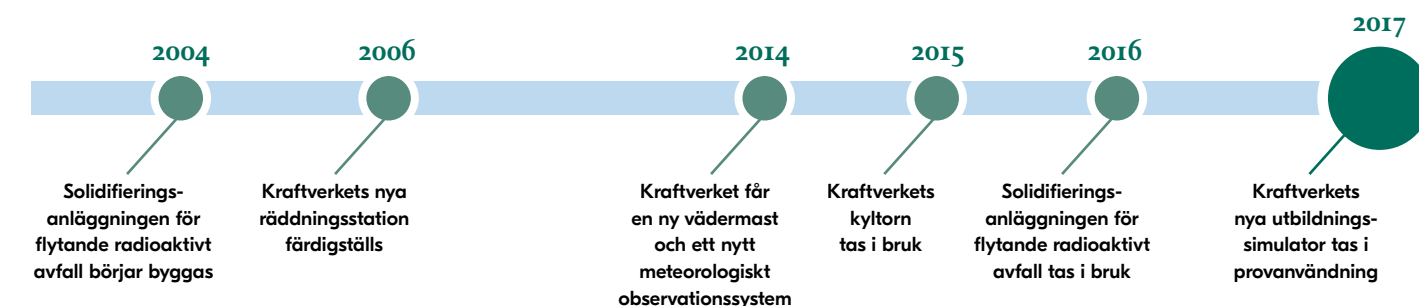 2004
Solidifierings-
anläggningen för
flytande radioaktivt
avfall börjar byggas
2006
Kraftverkets nya
räddningsstation
färdigställs
2014
Kraftverket får
en ny vädermast
och ett nytt
meteorologiskt
observationssystem
2015
Kraftverkets
kyltorn
tas i bruk
2016
Solidifierings-
anläggningen för
flytande radioaktivt
avfall tas i bruk
2017
Kraftverkets
nya utbildnings-
simulator tas i
provanvändning